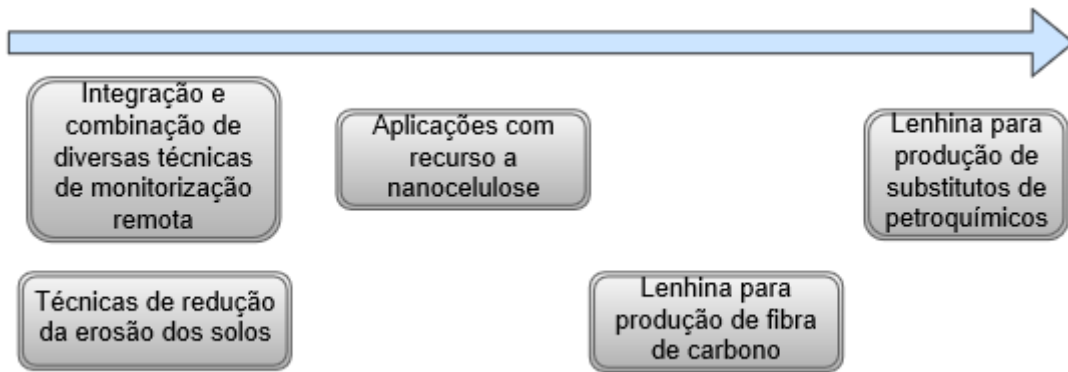 Integração e
combinação de
diversas técnicas
de monitorização
remota
Aplicações com
recurso a
nanocelulose
Lenhina para
produção de
substitutos de
petroquímicos
Técnicas de redução
da erosão dos solos
Lenhina para
produção de fibra
de carbono